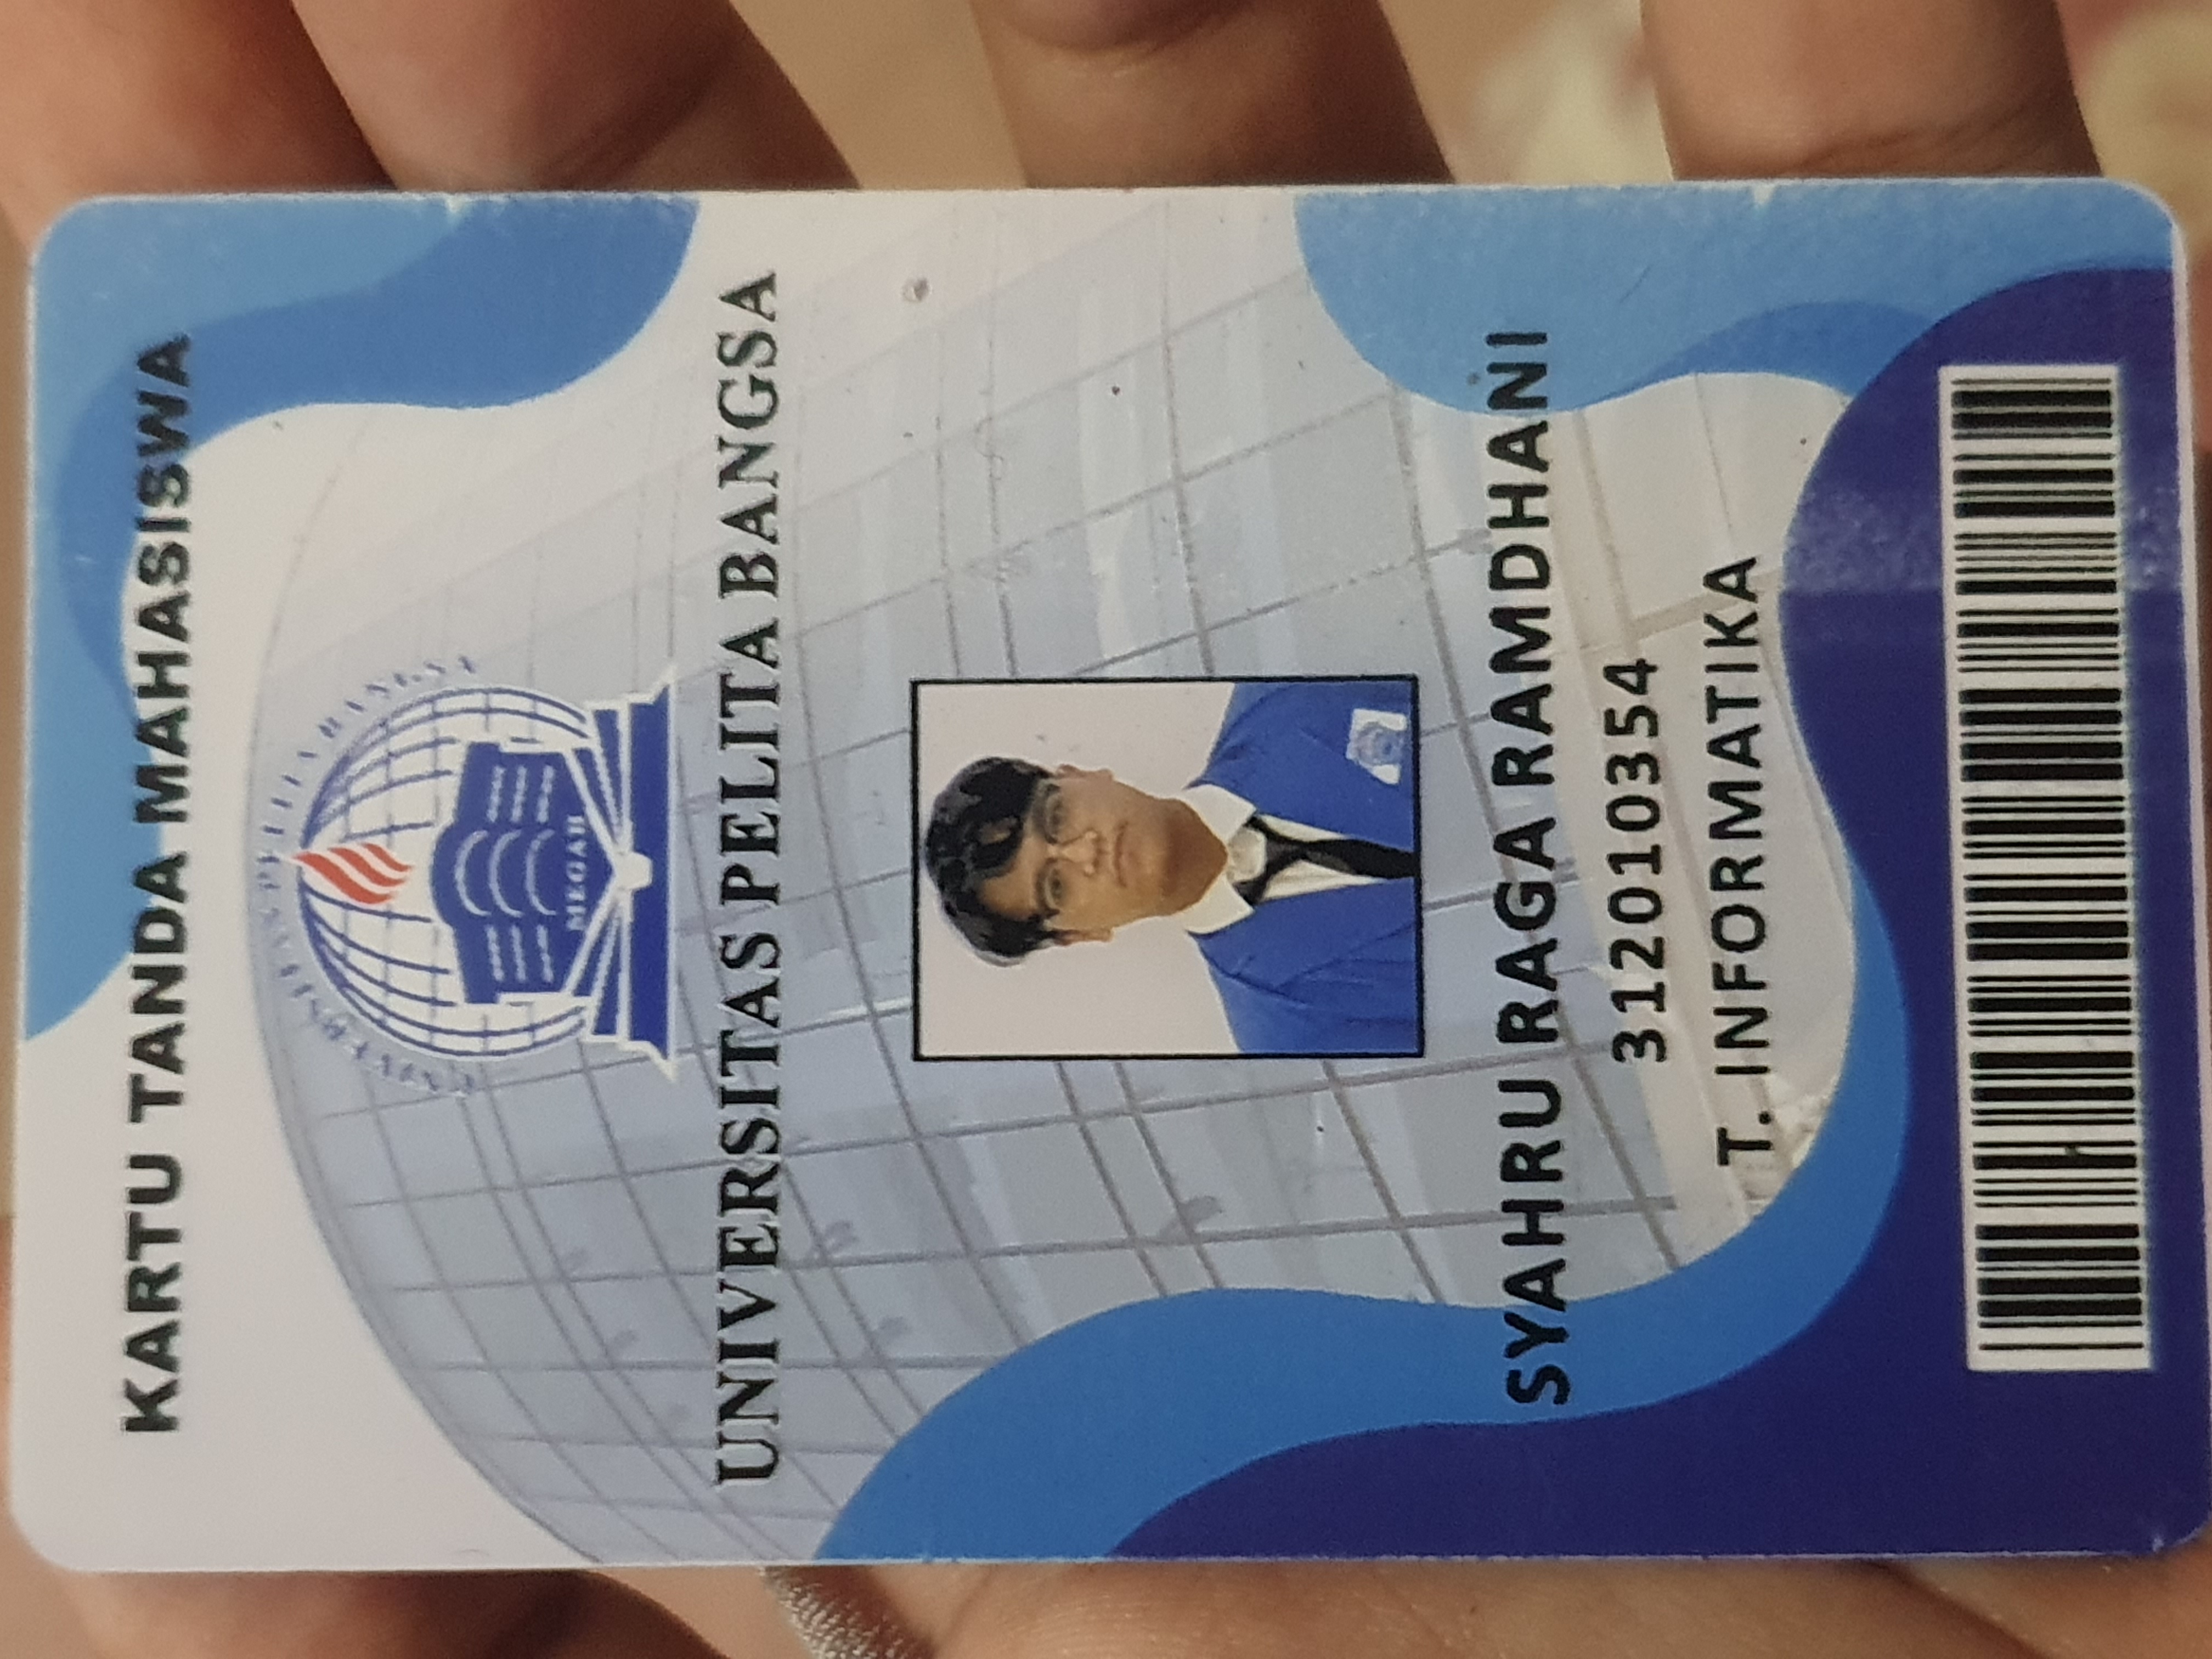 KARTU TANDA MAHASISWA
UNIVERSITAS PELITA BANGSA
MEGAH
UNIVERSITAS PELITA BANGSA
SYAHRU RAGA RAMDHANI
312010354
T. INFORMATIKA